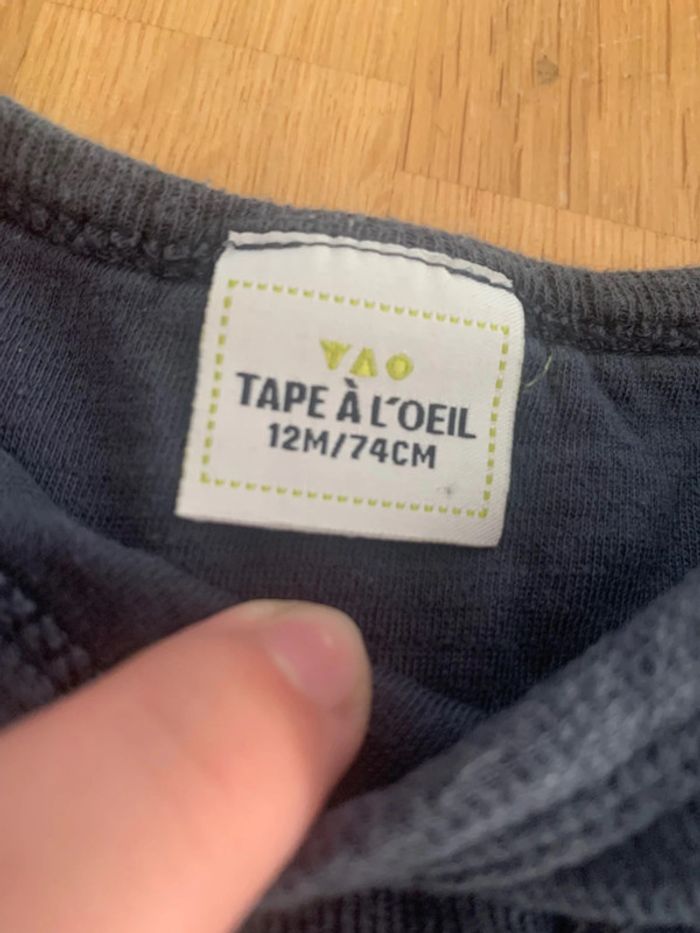 TAO
TAPE À L'OEIL
12M/74CM